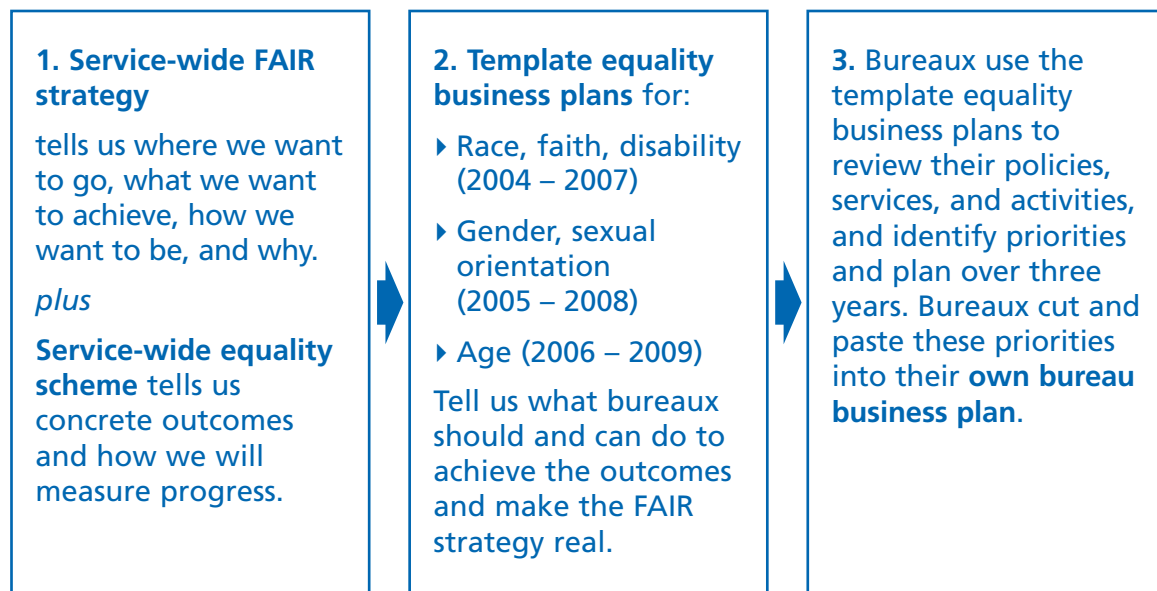 1. Service-wide FAIR
strategy
tells us where we want
to go, what we want
to achieve, how we
want to be, and why.
plus
Service-wide equality
scheme tells us
concrete outcomes
and how we will
measure progress.
2. Template equality
business plans for:
Race, faith, disability
(2004 – 2007)
Gender, sexual
orientation
(2005 – 2008)
Age (2006 – 2009)
Tell us what bureaux
should and can do to
achieve the outcomes
and make the FAIR
strategy real.
3. Bureaux use the
template equality
business plans to
review their policies,
services, and activities,
and identify priorities
and plan over three
years. Bureaux cut and
paste these priorities
into their own bureau
business plan.